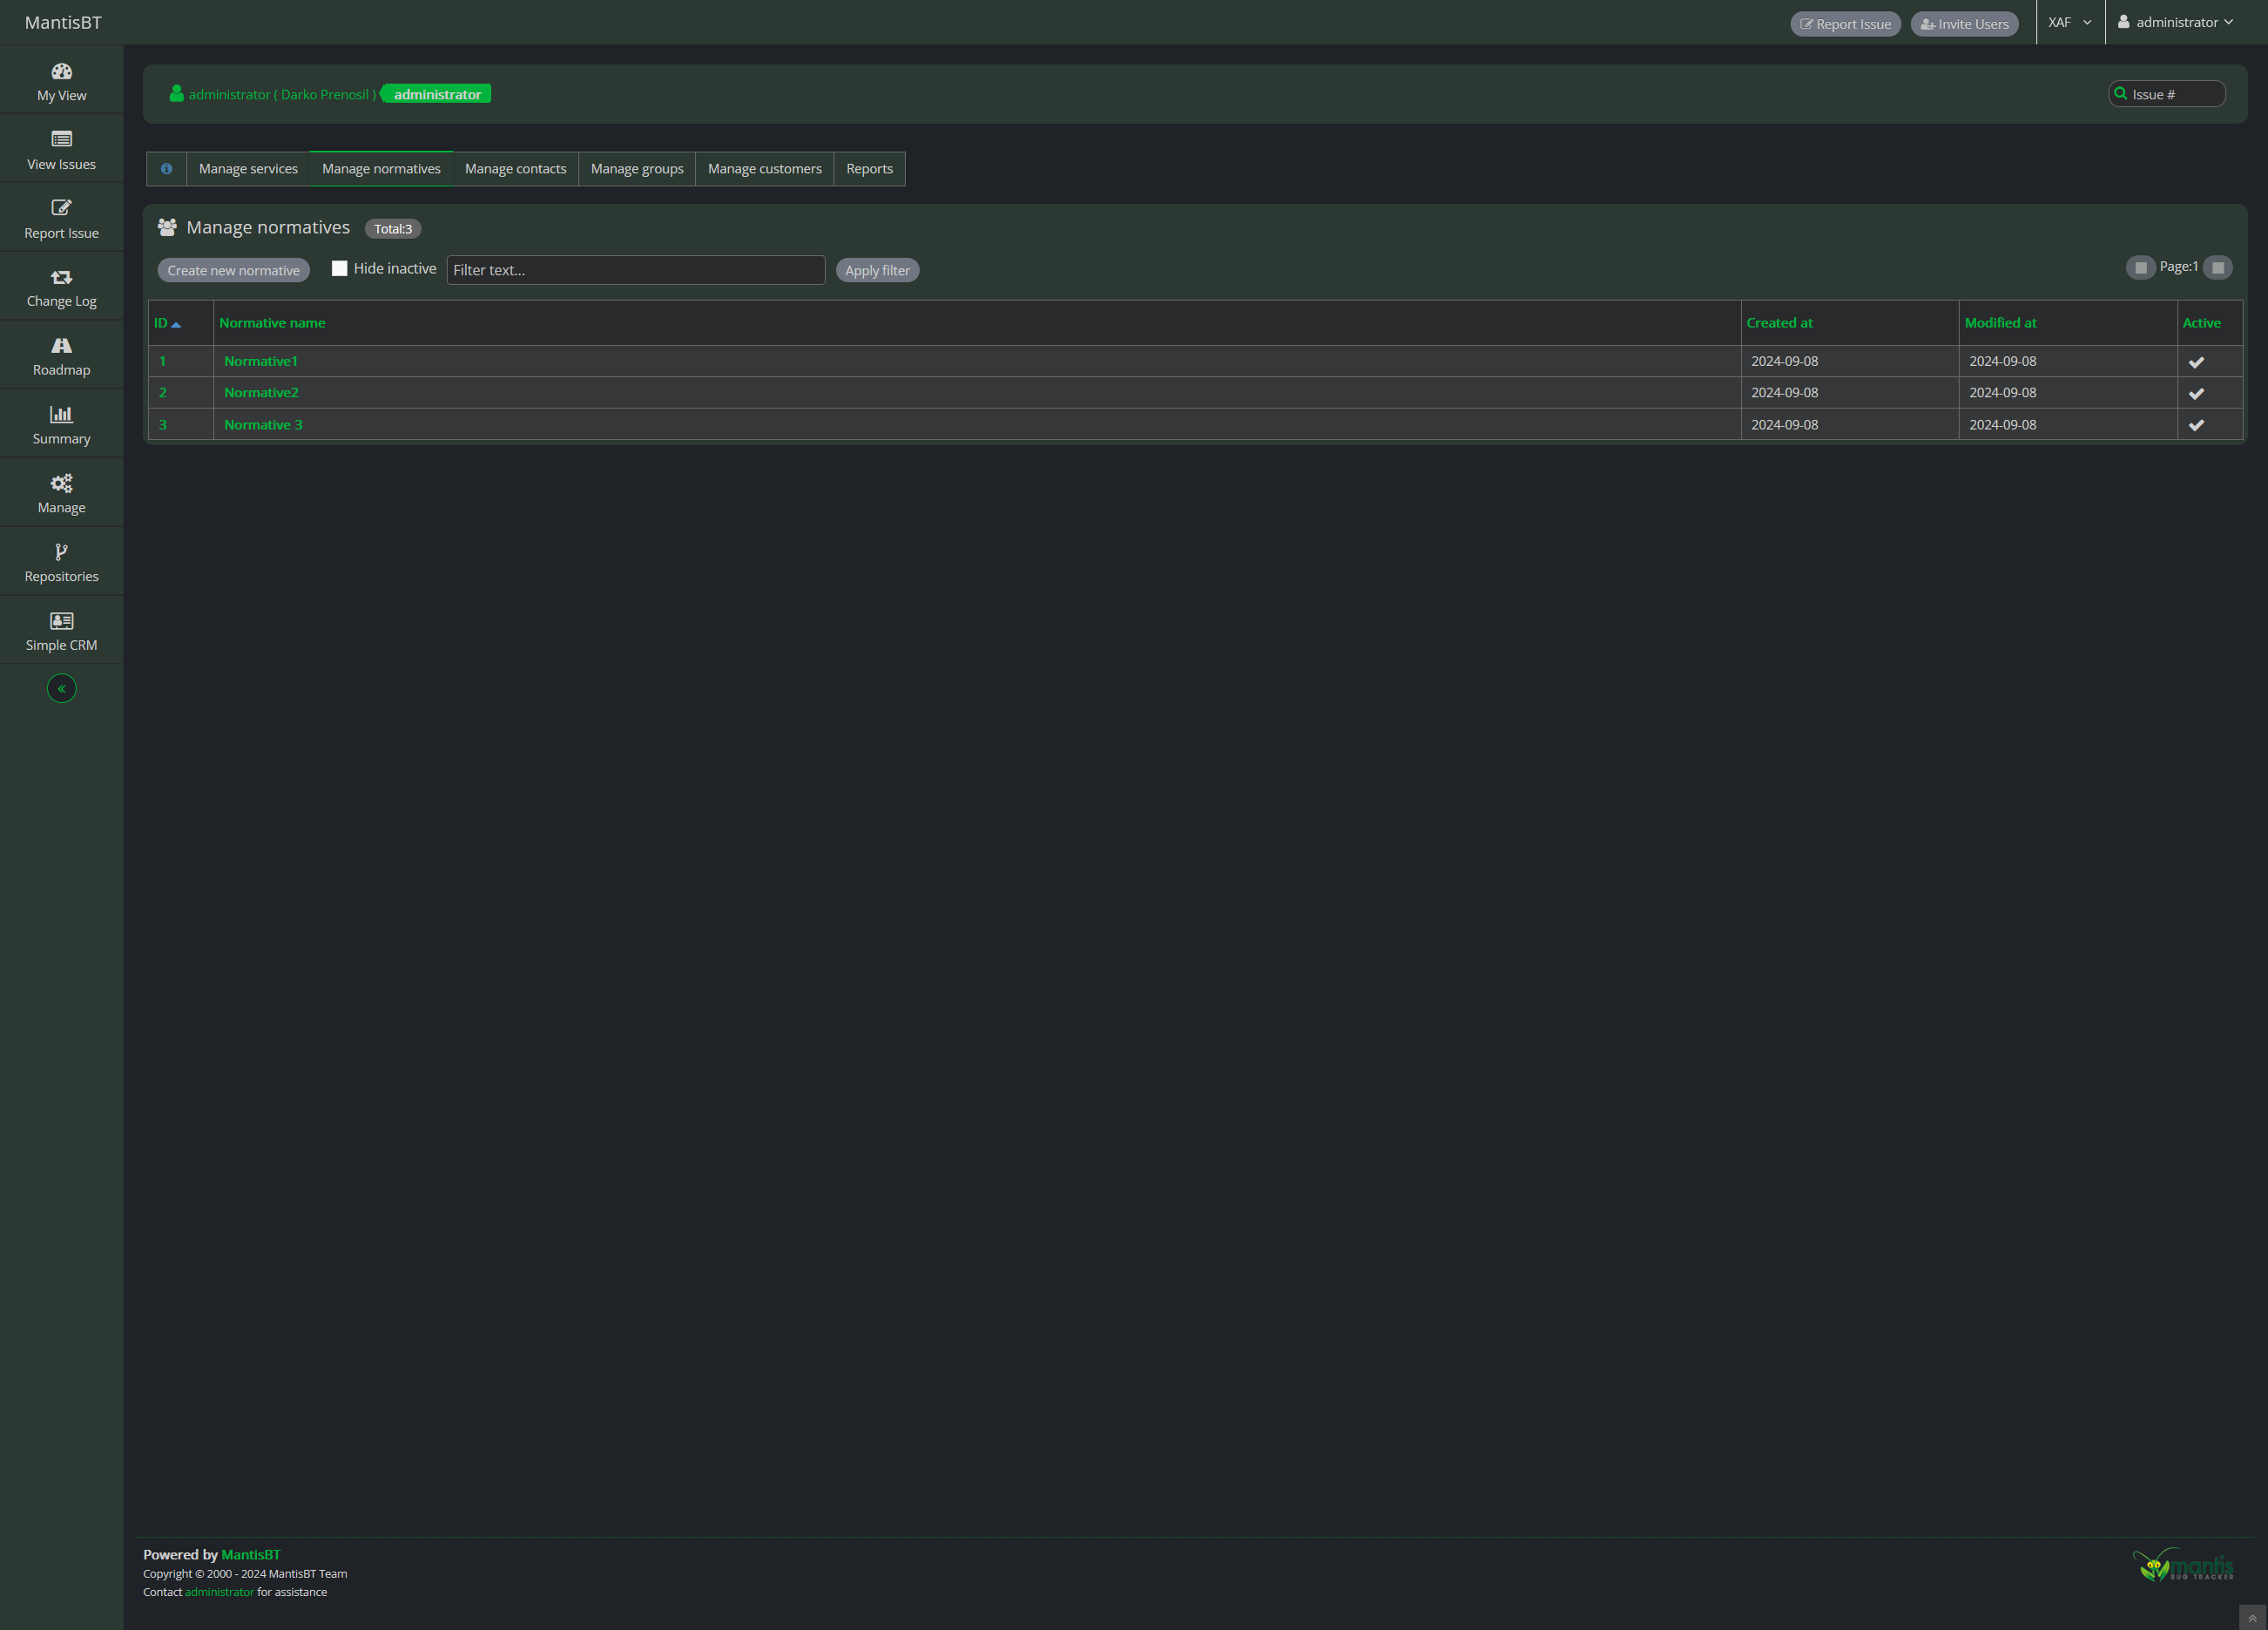 MantisBT
Report Issue
Invite Users
XAF
administrator
My View
View Issues
Report Issue
Change Log
Roadmap
Summary
Manage
Repositories
Simple CRM
administrator ( Darko Prenosil ) administrator
Issue #
Manage services
Manage normatives
Manage contacts
Manage groups
Manage customers
Reports
Manage normatives Total:3
Create new normative
Hide inactive
Filter text...
Apply filter
Page:1
ID Normative name Created at Modified at Active
1 Normative1 2024-09-08 2024-09-08
2 Normative2 2024-09-08 2024-09-08
3 Normative 3 2024-09-08 2024-09-08
Powered by MantisBT
Copyright © 2000 - 2024 MantisBT Team
Contact administrator for assistance
mantis
BUG TRACKER